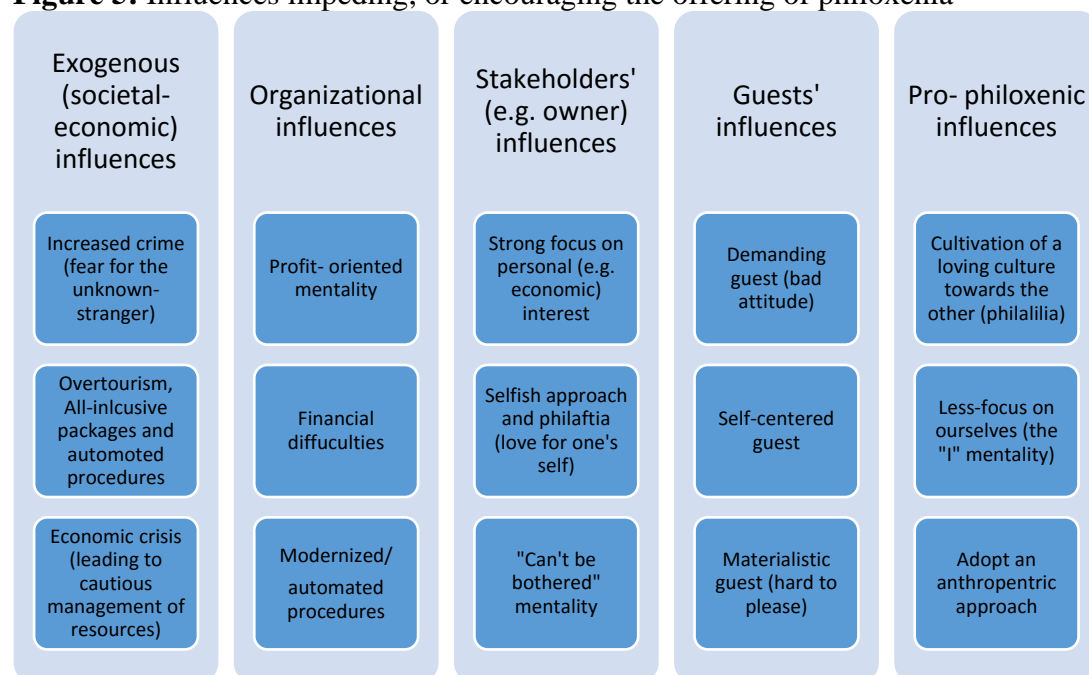 Figure Influences impeding, or encouraging the offering of philoxenia
Exogenous
(societal-
economic)
influences
Increased crime
(fear for the
unknown-
stranger)
Overtourism,
All-inlcusive
packages and
automoted
procedures
Economic crisis
(leading to
cautious
management of
resources)
Organizational
influences
Profit- oriented
mentality
Financial
diffuculties
Modernized/
automated
procedures
Stakeholders'
(e.g. owner)
influences
Strong focus on
personal (e.g.
economic)
interest
Selfish approach
and philaftia
(love for one's
self)
"Can't be
bothered"
mentality
Guests'
influences
Demanding
guest (bad
attitude)
Self-centered
guest
Materialistic
guest (hard to
please)
Pro- philoxenic
influences
Cultivation of a
loving culture
towards the
other (philalilia)
Less-focus on
ourselves (the
"I" mentality)
Adopt an
anthropentric
approach